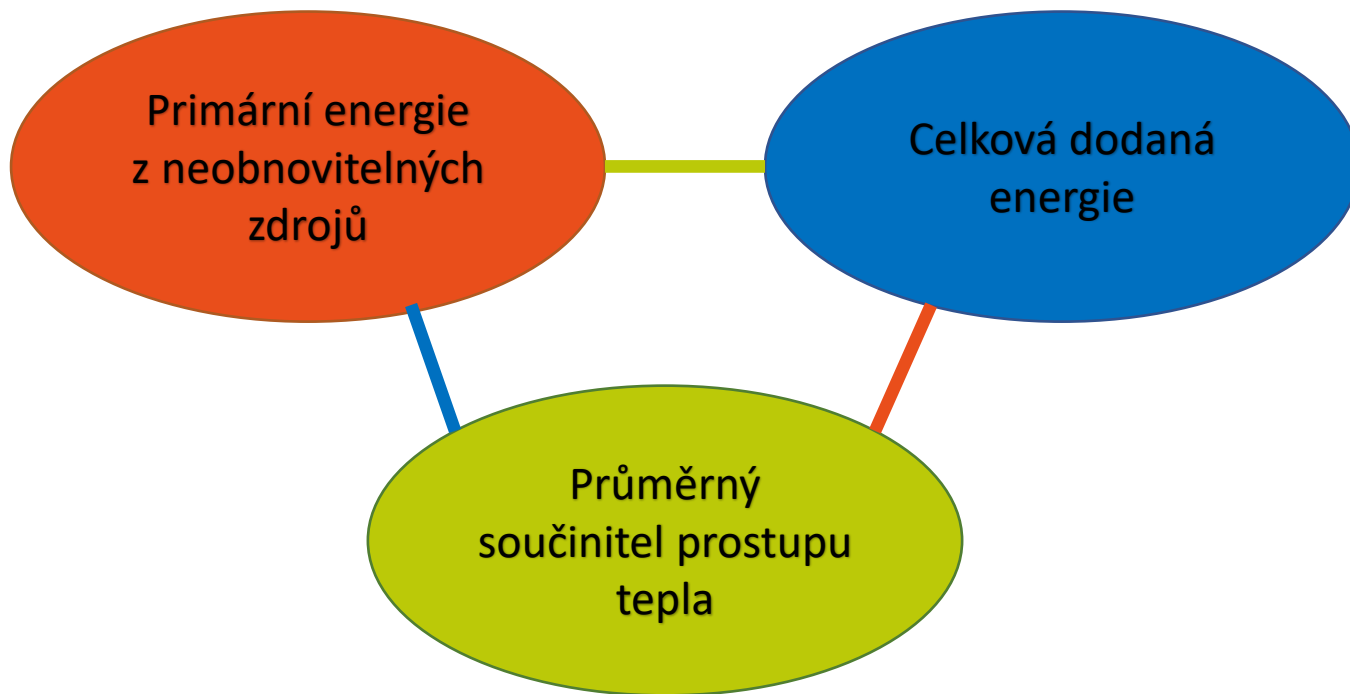 Primární energie
z neobnovitelných
zdrojů
Celková dodaná
energie
Průměrný
součinitel prostupu
tepla